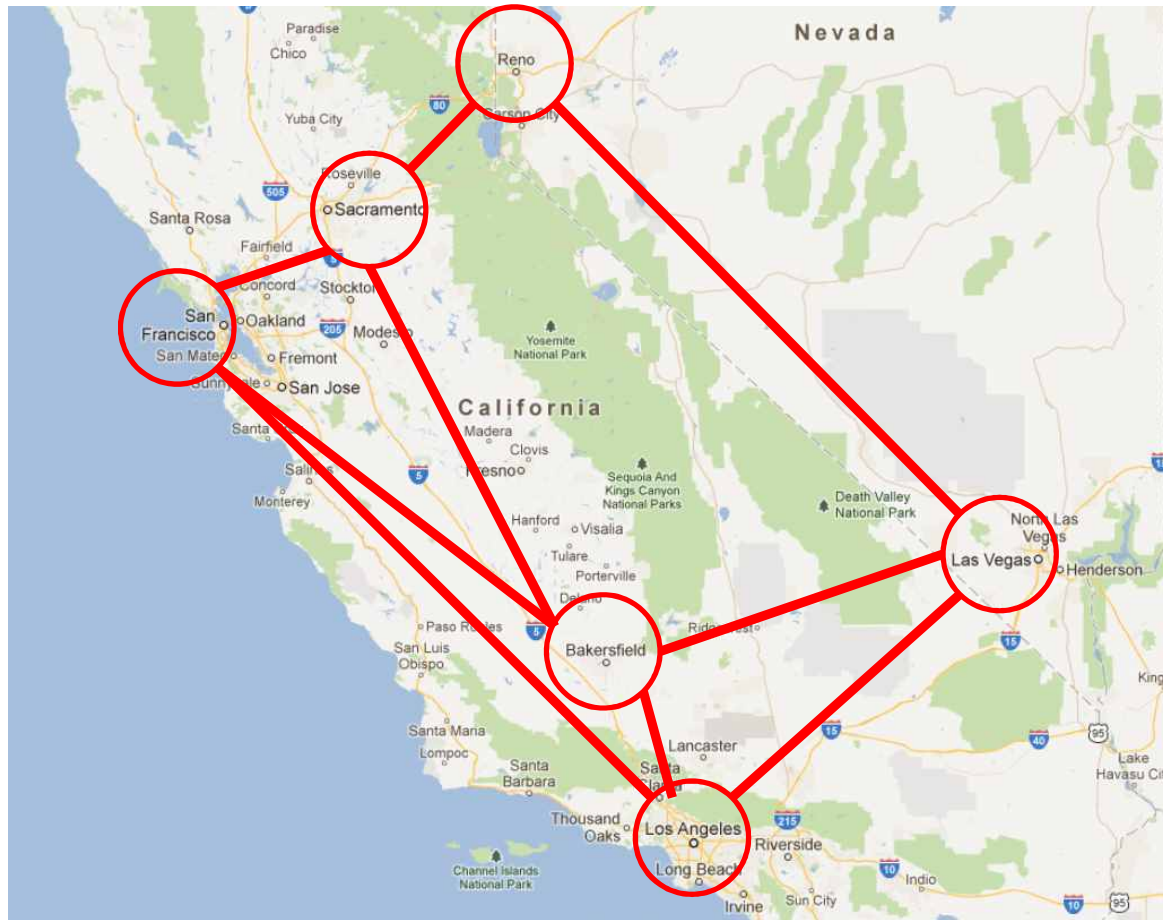 Paradise
Chico
Nevada
Reno
80
Carson City
Yuba City
Roseville
505
Sacramento
Santa Rosa
Fairfield
5
Concord
Stockton
San
Francisco
Oakland
205
Modesto
San Mateo
Fremont
Yosemite
National Park
Sunnyvale
San Jose
California
Santa
Madera
Clovis
Fresno
5
Salinas
Monterey
Sequoia And
Kings Canyon
National Parks
Death Valley
National Park
15
Hanford
Visalia
Tulare
Porterville
North Las
Vegas
Las Vegas
Henderson
Delano
Paso Robles
5
Ridgecrest
15
San Luis
Obispo
Bakersfield
King
Santa Maria
Lompoc
Lancaster
15
40
95
Santa
Barbara
Santa
Lake
Havasu City
Thousand
Oaks
Los Angeles
215
Riverside
Channel Islands
National Park
Long Beach
10
Indio
Irvine
Sun City
10
95